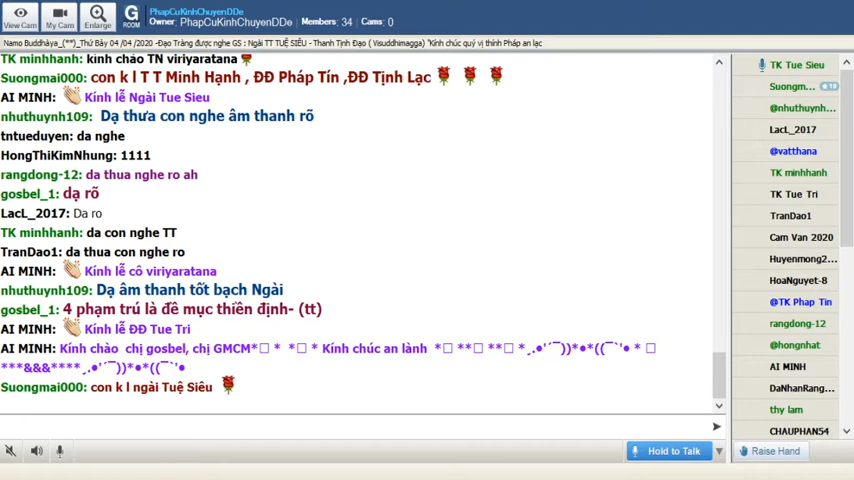 View Cam
My Cam
Enlarge
G
ROOM
PhapCuKinhChuyenDDe
Owner: PhapCuKinhChuyenDDe Members: 34 Cams: 0
Namo Buddhàya_(**)_Thứ Bảy 04 /04 /2020 -Đạo Tràng được nghe GS : Ngài TT TUỆ SIÊU - Thanh Tịnh Đạo ( Visuddhimagga) "Kính chúc quý vị thính Pháp an lạc
TK minhhanh: kinh chảo TN viriyaratana
Suongmai000: con k l T T Minh Hạnh , ĐĐ Pháp Tín ,ĐĐ Tịnh Lạc
AI MINH: Kính lễ Ngài Tue Sieu
nhuthuynh109: Dạ thưa con nghe âm thanh rõ
tntueduyen: da nghe
HongThiKimNhung: 1111
rangdong-12: da thua nghe ro ah
gosbel_1: dạ rõ
LacL_2017: Da ro
TK minhhanh: da con nghe TT
TranDao1: da thua con nghe ro
AI MINH: Kính lễ cô viriyaratana
nhuthuynh109: Dạ âm thanh tốt bạch Ngài
gosbel_1: 4 phạm trú là đề mục thiền định- (tt)
AI MINH: Kính lễ ĐĐ Tue Tri
AI MINH: Kính chào chị gosbel, chị GMCM*□ * *□ * Kính chúc an lành *□ **□ **□ * ¸.•'´¯))*•*((¯`'• * □
***&&&**** ¸.•'´¯))*•*((¯`'•
Suongmai000: con k l ngài Tuệ Siêu
Hold to Talk
TK Tue Sieu
Suongm... 18
@nhuthuynh...
LacL_2017
@vatthana
TK minhhanh
TK Tue Tri
TranDao1
Cam Van 2020
Huyenmong2...
HoaNguyet-8
@TK Phap Tin
rangdong-12
@hongnhat
AI MINH
DaNhanRang...
thy lam
CHAUPHAN54
Raise Hand